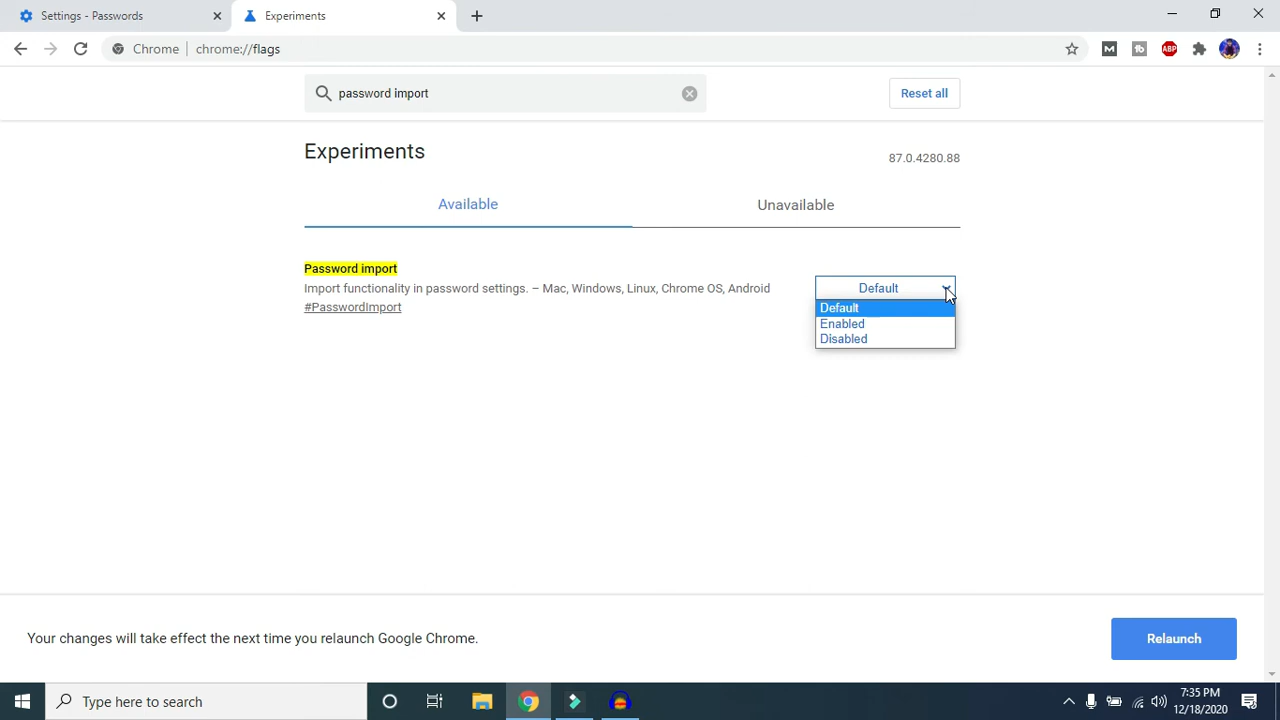 Settings - Passwords
Experiments
Chrome
chrome://flags
password import
Reset all
Experiments
87.0.4280.88
Available
Unavailable
Password import
Import functionality in password settings. – Mac, Windows, Linux, Chrome OS, Android
#PasswordImport
Default
Default
Enabled
Disabled
Your changes will take effect the next time you relaunch Google Chrome.
Relaunch
Type here to search
7:35 PM
12/18/2020
M
tb
ABP